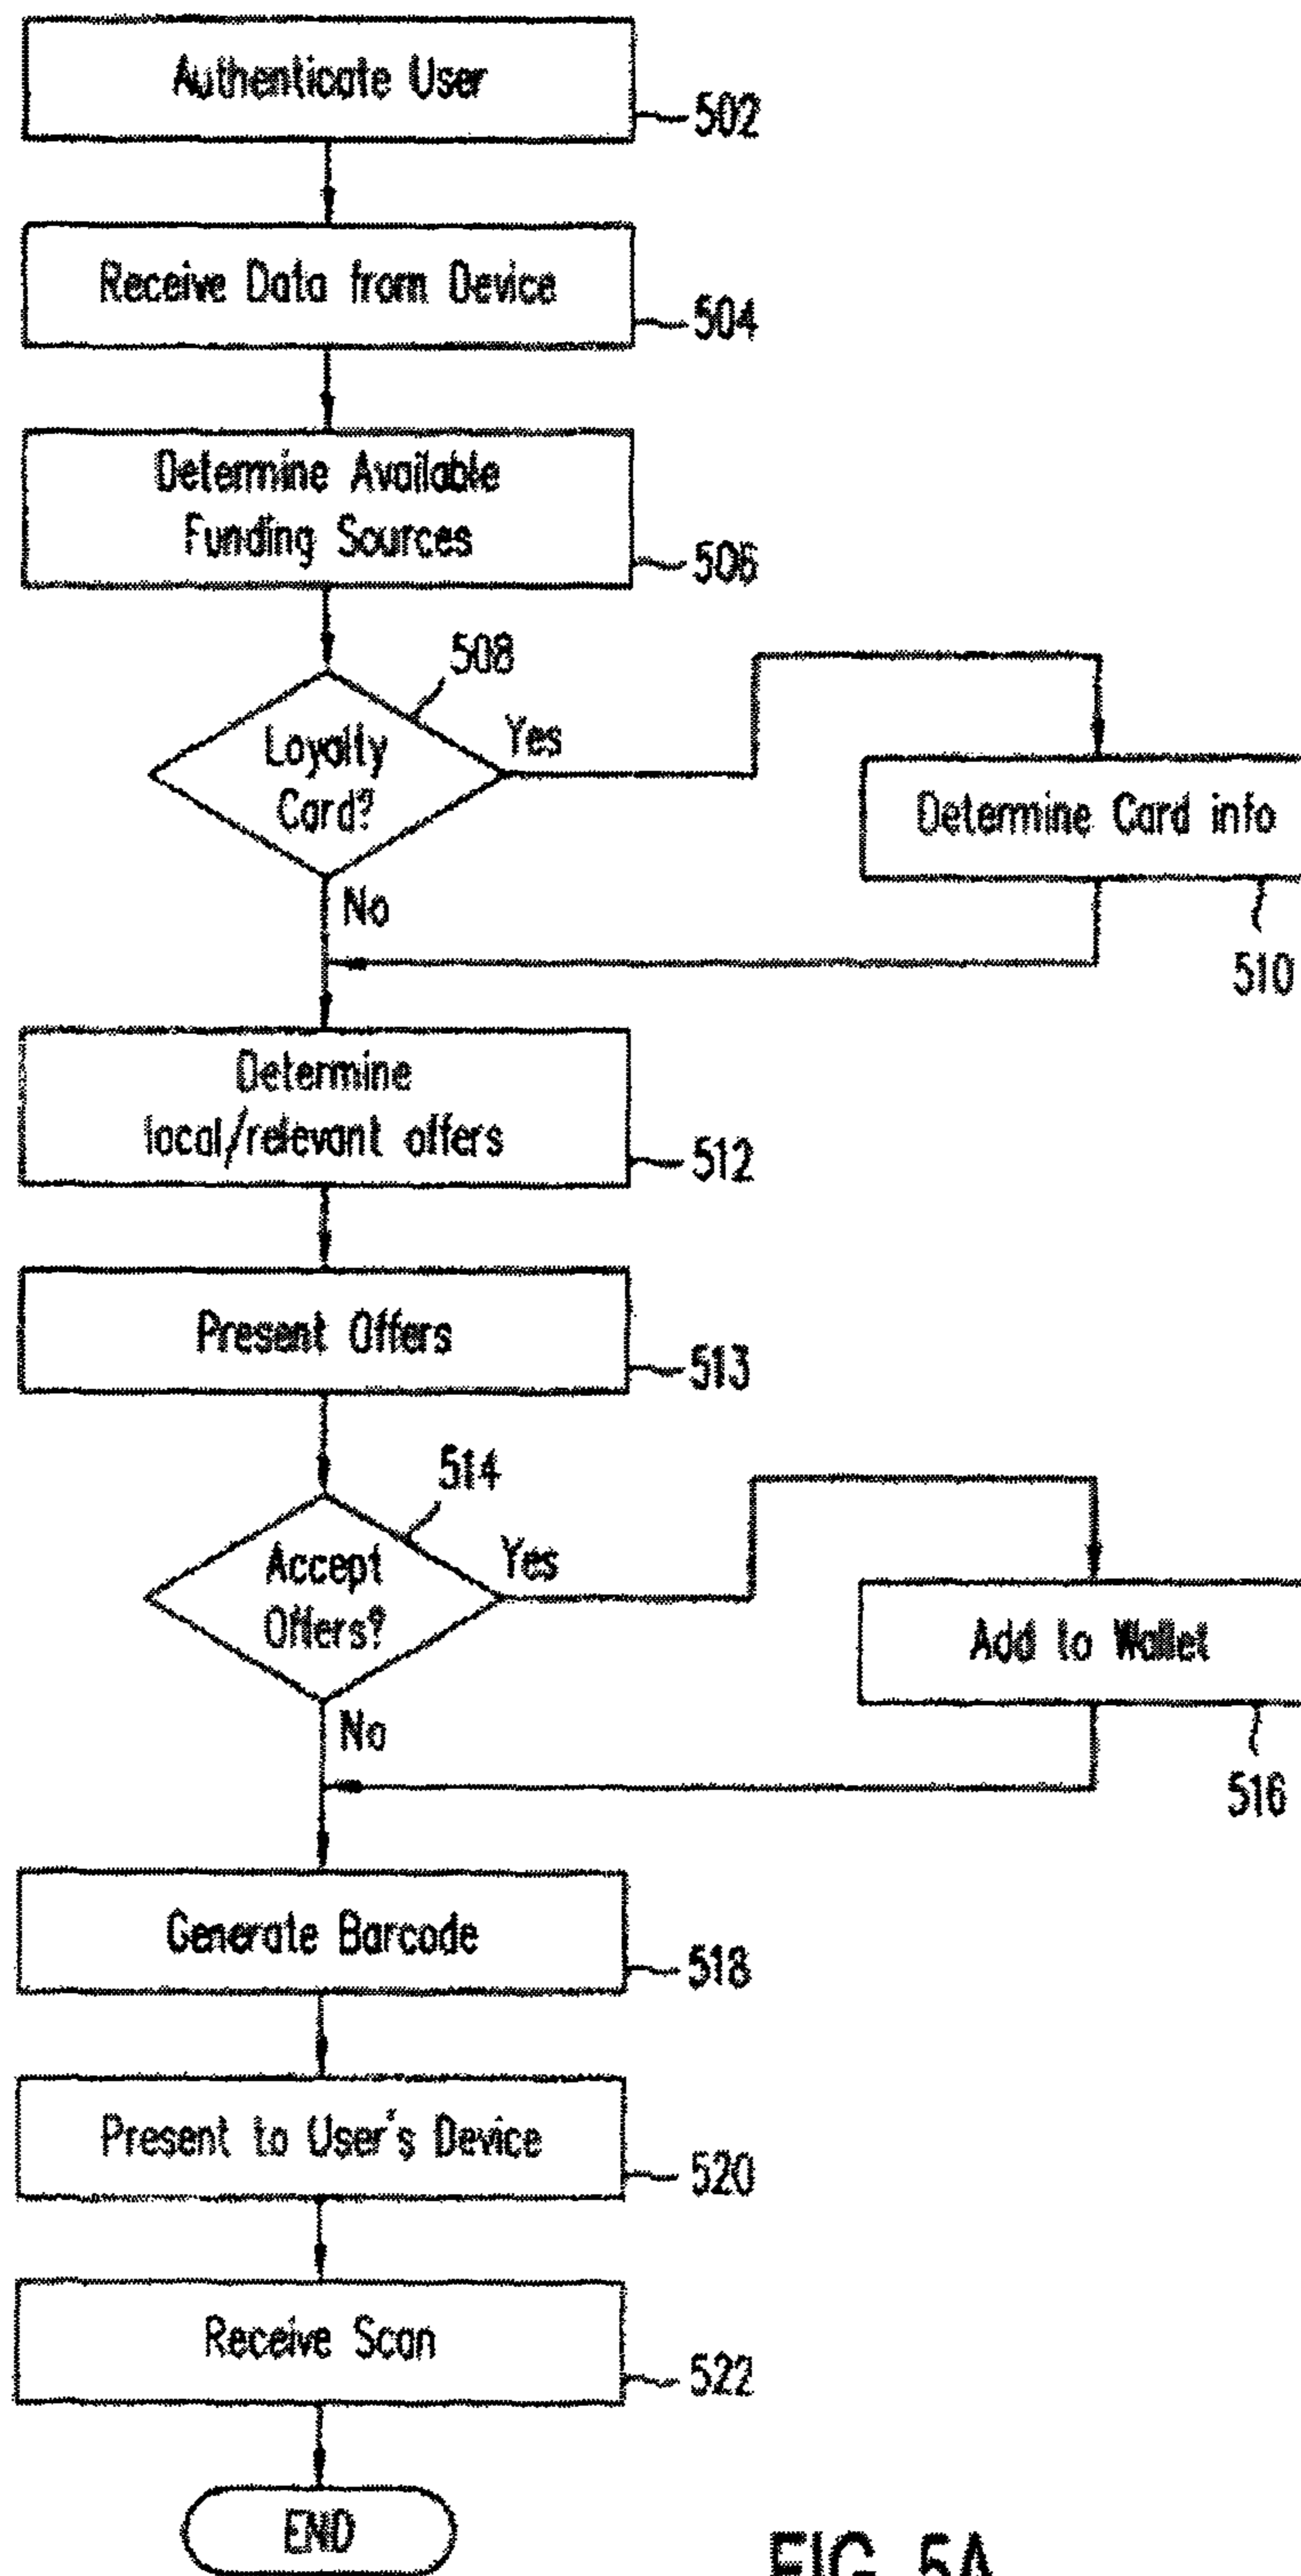 Authenticate User
502
Receive Data from Device
504
Determine Available
Funding Sources
506
508
Loyalty
Card?
Yes
No
Determine Card info
510
Determine
local/relevant offers
512
Present Offers
513
514
Accept
Offers?
Yes
No
Add to Wallet
516
Generate Barcode
518
Present to User's Device
520
Receive Scan
522
END
FIG. 5A